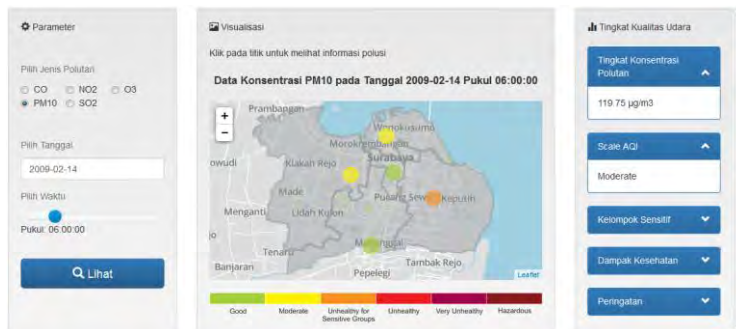 Parameter
Pilih Jenis Polutan
CO NO2 O3
PM10 SO2
Pilih Tanggal
2009-02-14
Pilih Waktu
Pukul: 06:00:00
Lihat
Visualisasi
Klik pada titik untuk melihat informasi polusi
Data Konsentrasi PM10 pada Tanggal 2009-02-14 Pukul 06:00:00
+
−
Prambangan
Wonokusumo
Morokrembangan
Surabaya
owudi
Klakah Rejo
Made
Keputih
Menganti
Lidah Kulon
Tenaru
Banjaran
Tambak Rejo
Pepelegi
Leaflet
Good
Moderate
Unhealthy for
Sensitive Groups
Unhealthy
Very Unhealthy
Hazardous
Tingkat Kualitas Udara
Tingkat Konsentrasi
Polutan
119.75 µg/m3
Scale AQI
Moderate
Kelompok Sensitif
Dampak Kesehatan
Peringatan